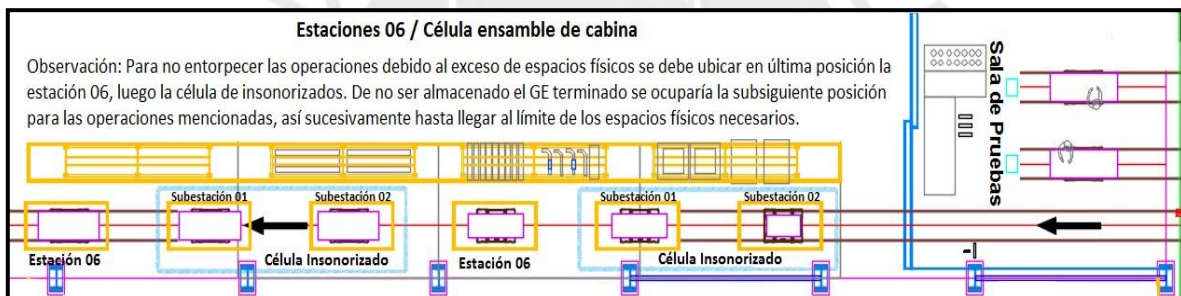 Estaciones 06 / Célula ensamble de cabina
Observación: Para no entorpecer las operaciones debido al exceso de espacios físicos se debe ubicar en última posición la
estación 06, luego la célula de insonorizados. De no ser almacenado el GE terminado se ocuparía la subsiguiente posición
para las operaciones mencionadas, así sucesivamente hasta llegar al límite de los espacios físicos necesarios.
Sala de Pruebas
Subestación 01
Subestación 02
Subestación 01
Subestación 02
Estación 06
Célula Insonorizado
Estación 06
Célula Insonorizado